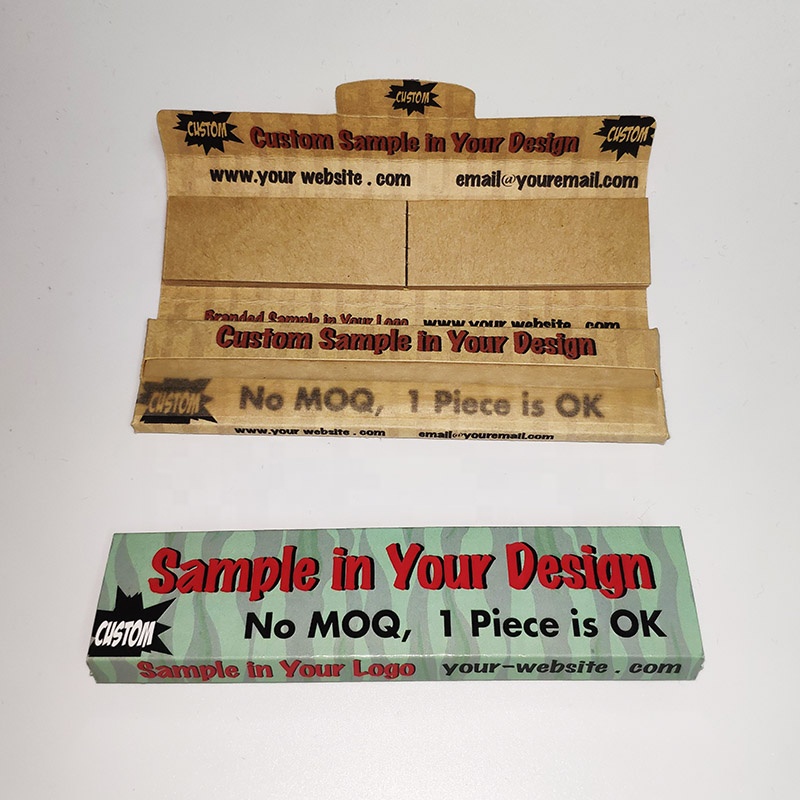 CUSTOM
CUSTOM Custom Sample in Your Design CUSTOM
www.your website . com email@youremail.com
Branded Sample in Your Logo www.your website . com
Custom Sample in Your Design
CUSTOM No MOQ, 1 Piece is OK
www.your website . com email@youremail.com
Sample in Your Design
CUSTOM No MOQ, 1 Piece is OK
Sample in Your Logo your-website . com